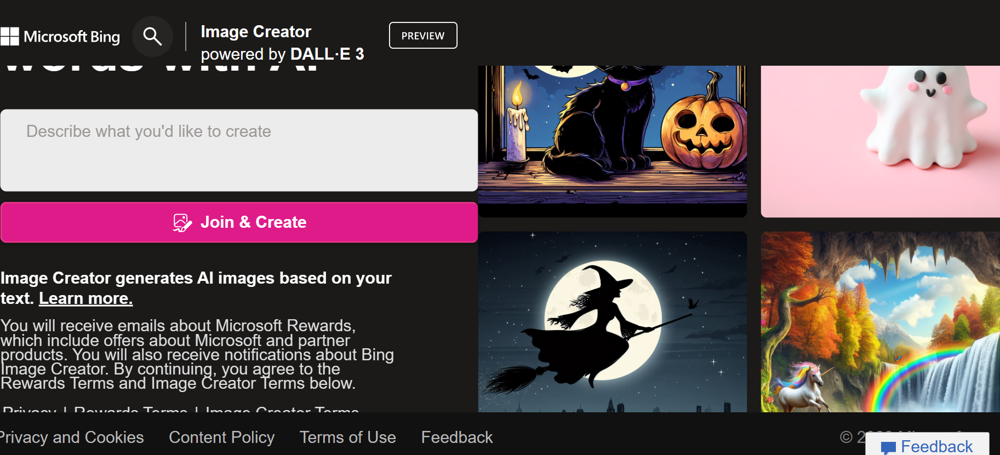 Microsoft Bing
Image Creator
powered by DALL·E 3
PREVIEW
words with AI
Describe what you'd like to create
Join & Create
Image Creator generates AI images based on your
text. Learn more.
You will receive emails about Microsoft Rewards,
which include offers about Microsoft and partner
products. You will also receive notifications about Bing
Image Creator. By continuing, you agree to the
Rewards Terms and Image Creator Terms below.
Privacy | Rewards Terms | Image Creator Terms
Privacy and Cookies Content Policy Terms of Use Feedback
©
Feedback